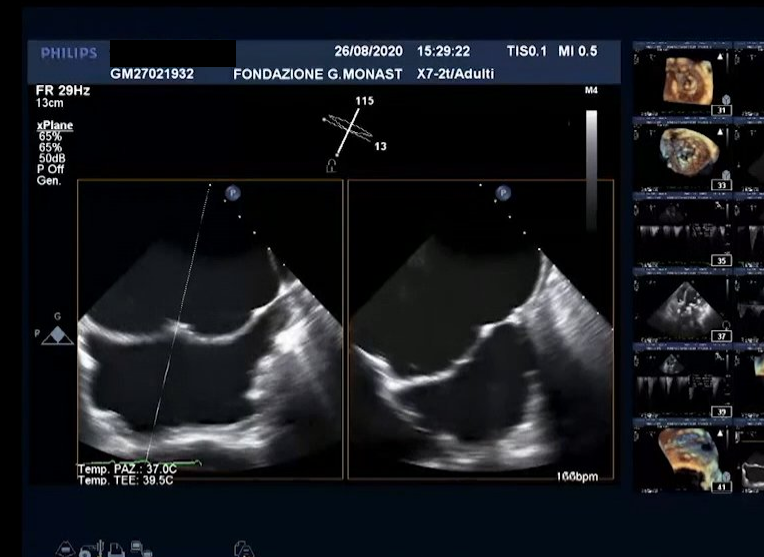 PHILIPS 26/08/2020 15:29:22 TIS0.1 MI 0.5
GM27021932 FONDAZIONE G.MONAST X7-2t/Adulti
FR 29Hz
13cm
M4
xPlane
65%
65%
50dB
P Off
Gen.
115
13
P
P
G
P
Temp. PAZ.: 37.0C
Temp. TEE: 39.5C
166bpm
31
33
35
37
39
41